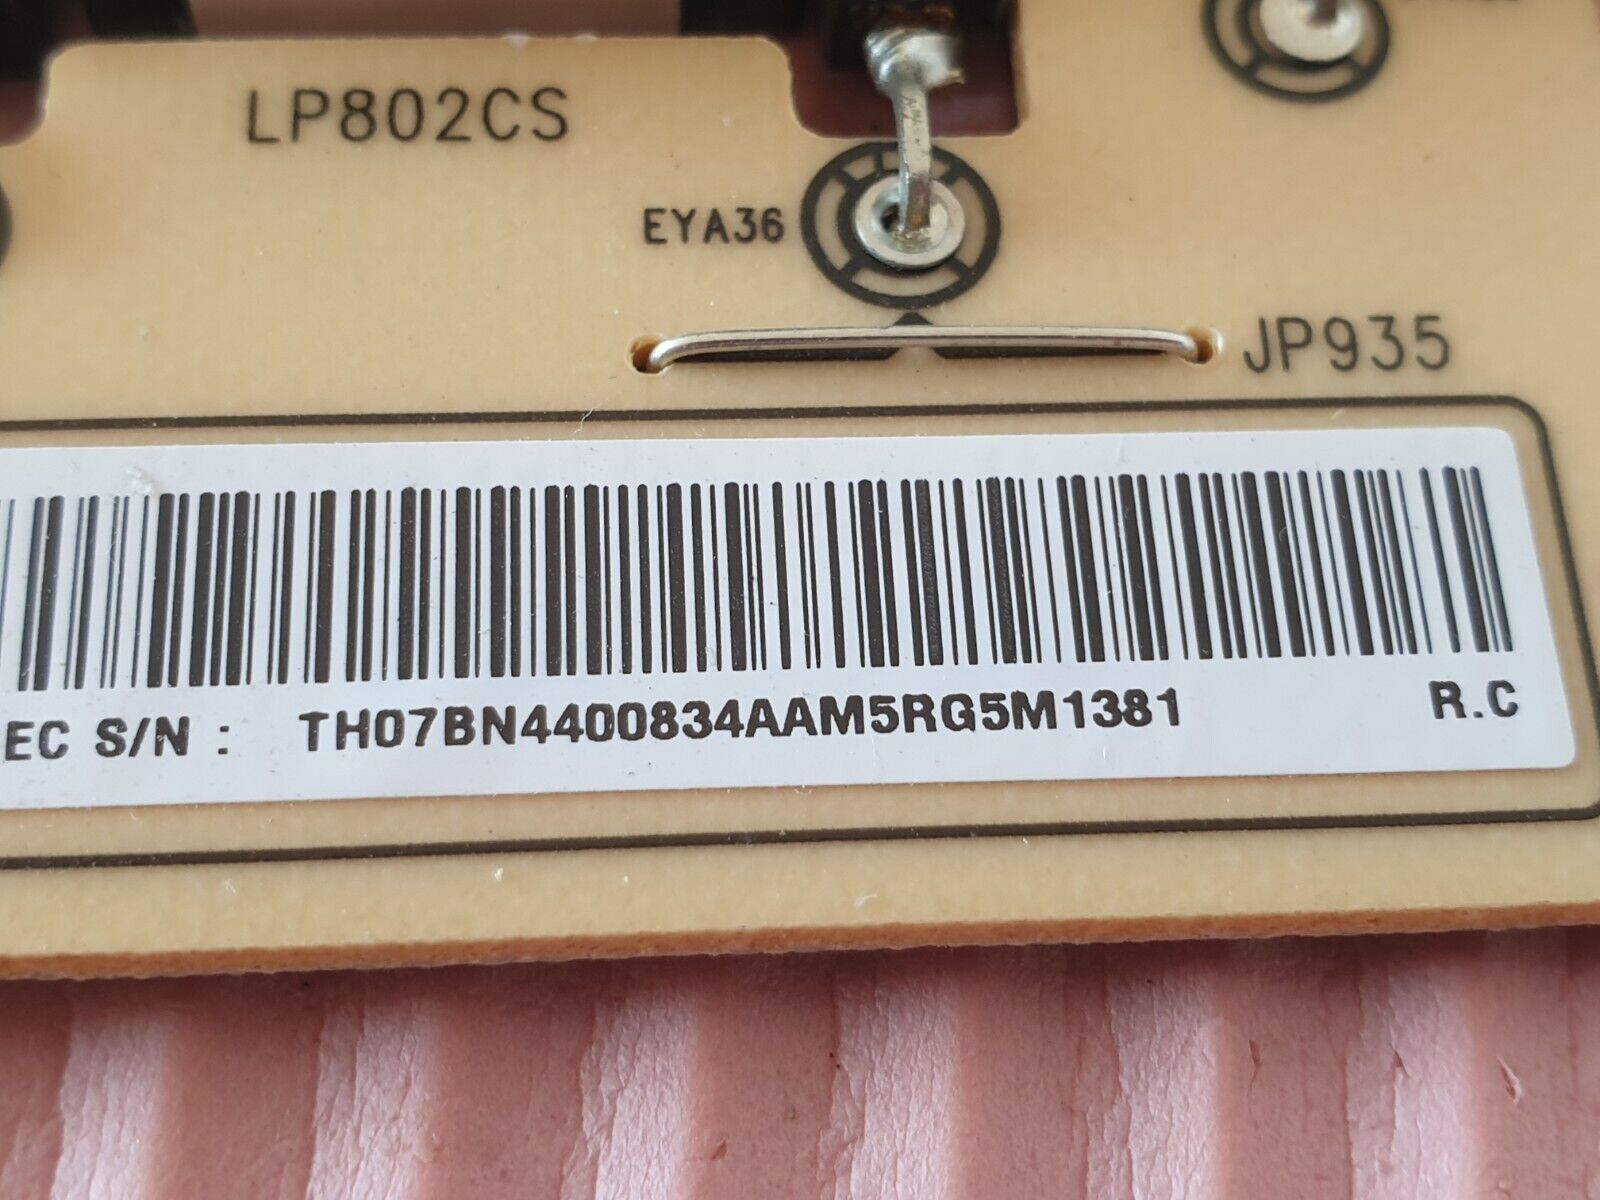 LP802CS
EYA36
JP935
EC S/N : TH07BN4400834AAM5RG5M1381 R.C